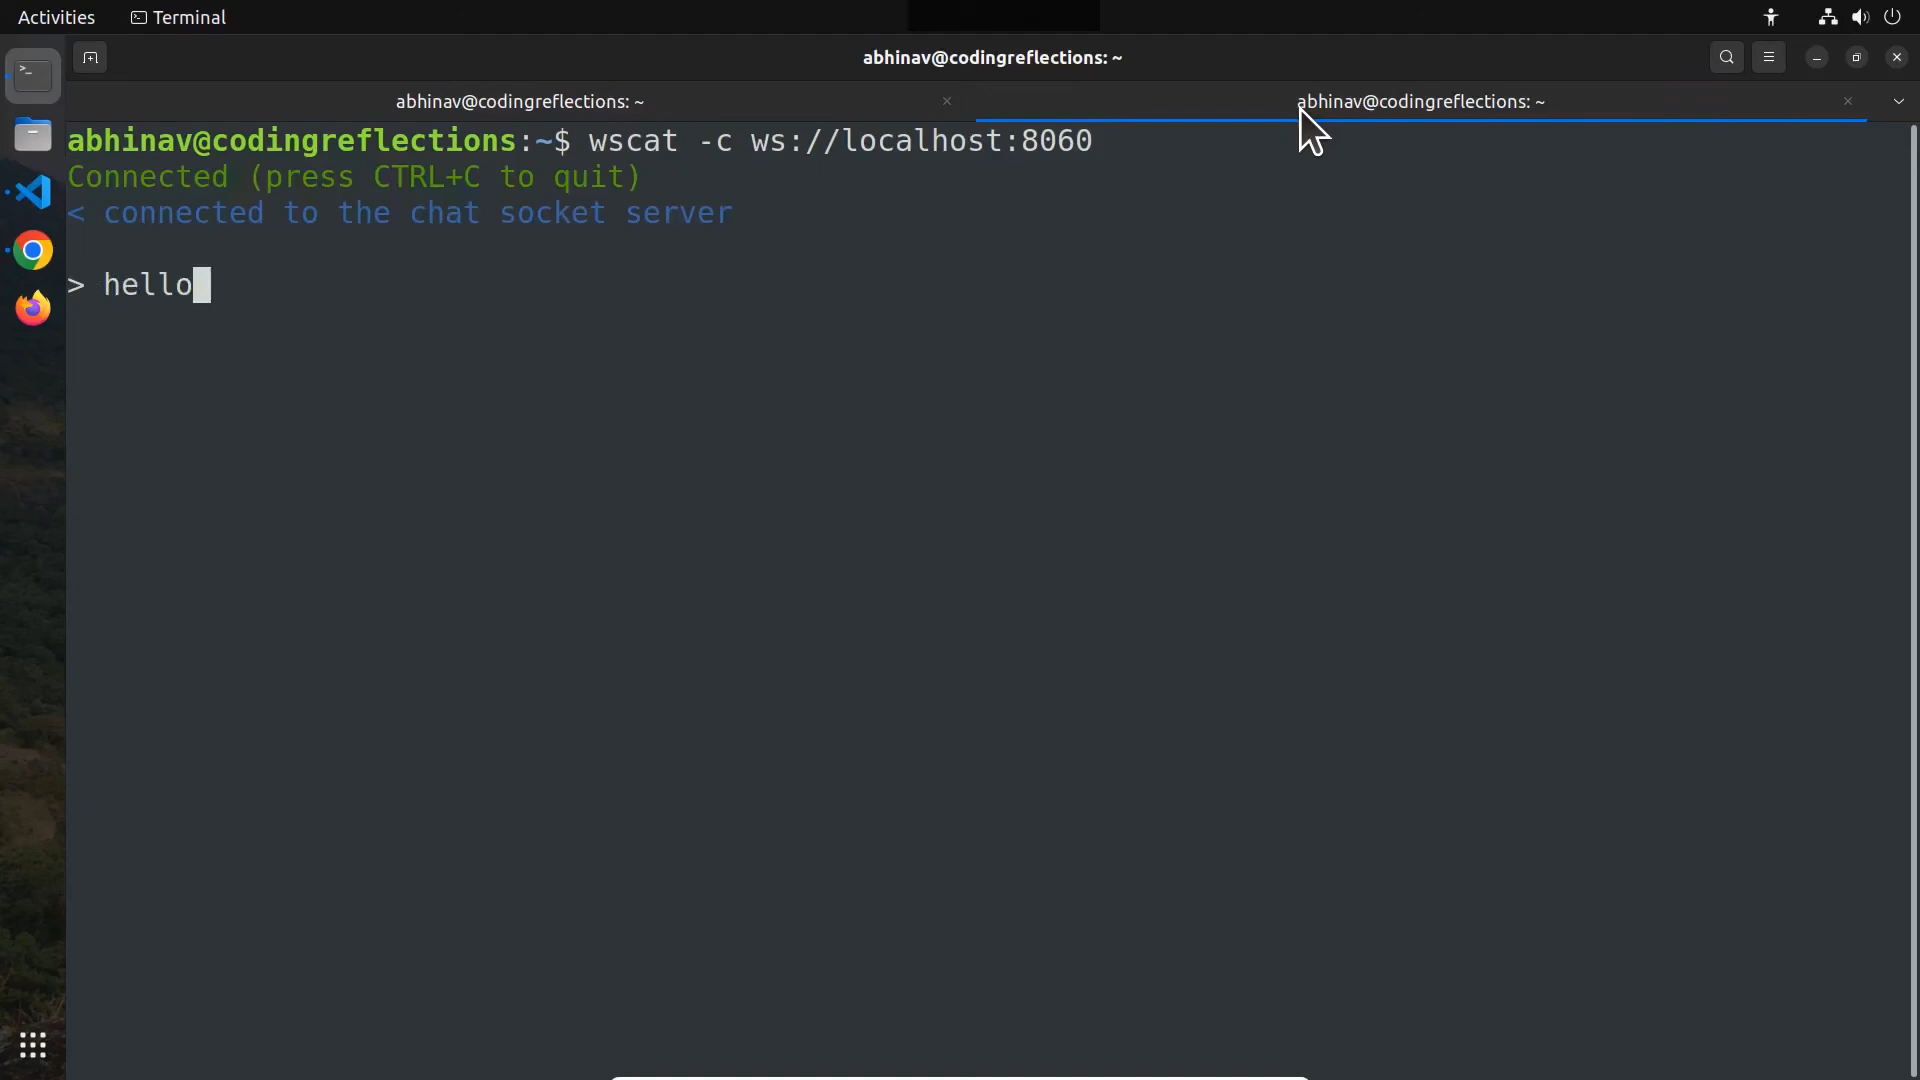 Activities
Terminal
abhinav@codingreflections: ~
abhinav@codingreflections: ~
abhinav@codingreflections: ~
abhinav@codingreflections:~$ wscat -c ws://localhost:8060
Connected (press CTRL+C to quit)
< connected to the chat socket server
> hello